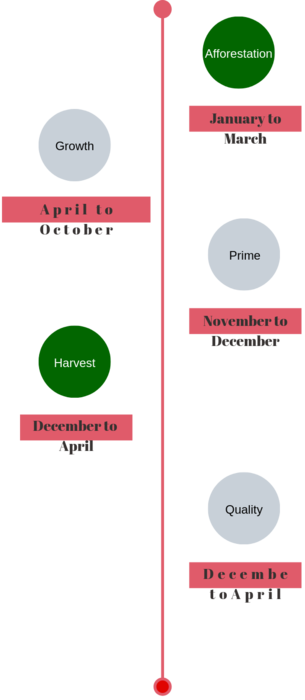 Afforestation
January to
March
Growth
April to
October
Prime
November to
December
Harvest
December to
April
Quality
Decembe
to April